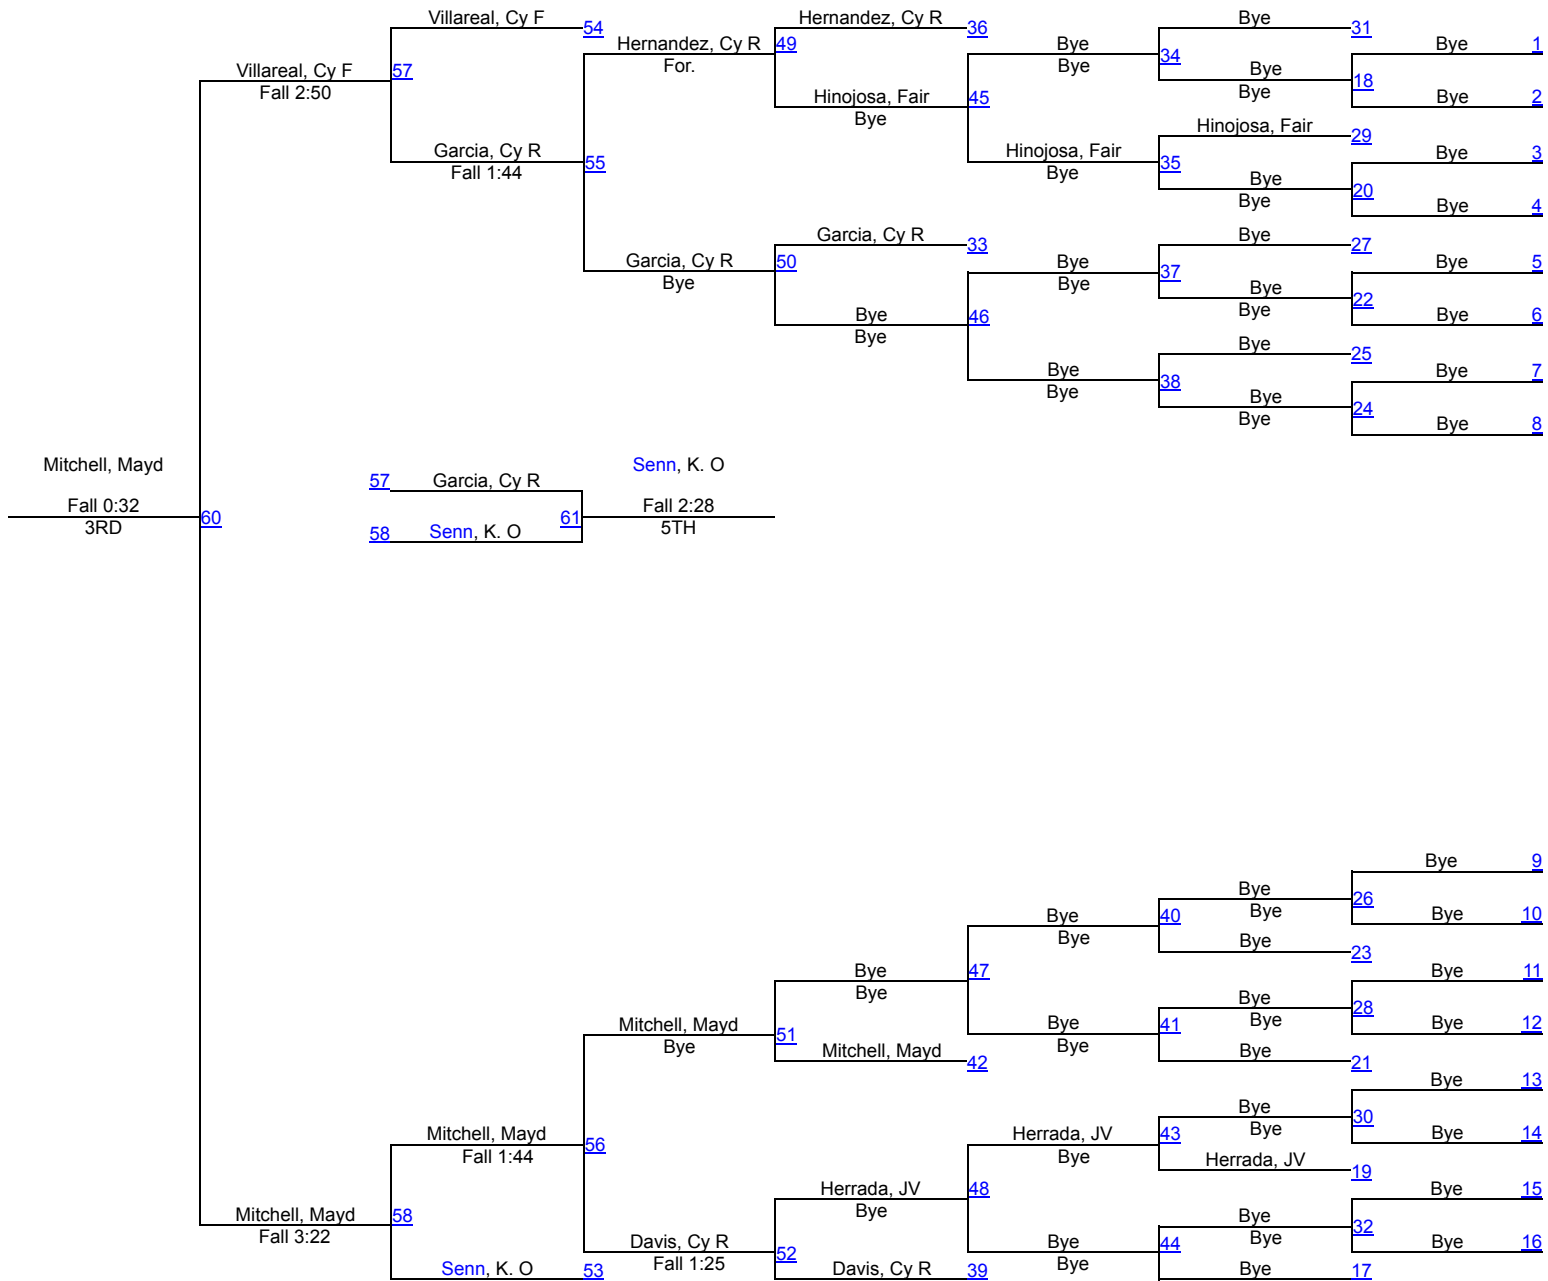 Villareal, Cy F 54 Hernandez, Cy R 36 Bye 31
Hernandez, Cy R 49 Bye Bye 1
For. Bye 34
Villareal, Cy F 57 Bye 18
Fall 2:50 Hinojosa, Fair 45 Bye Bye 2
Bye
Hinojosa, Fair 29
Garcia, Cy R Hinojosa, Fair Bye 3
Fall 1:44 55 Bye 35 Bye 20
Bye Bye 4
Garcia, Cy R 33 Bye 27
Garcia, Cy R 50 Bye 37 Bye 5
Bye Bye Bye 22
Bye 46 Bye Bye 6
Bye
Bye 25
Bye 38 Bye 7
Bye Bye 24
Bye Bye 8
Mitchell, Mayd Senn, K. O
57 Garcia, Cy R
Fall 0:32 60 61 Fall 2:28
3RD 58 Senn, K. O 5TH
Bye 9
Bye 26
Bye 40 Bye Bye 10
Bye Bye 23
Bye 47 Bye 11
Bye Bye 28
Mitchell, Mayd 51 Bye 41 Bye Bye 12
Bye Mitchell, Mayd 42 Bye Bye 21
Bye 13
Bye 30
Mitchell, Mayd 56 Herrada, JV 43 Bye Bye 14
Fall 1:44 Bye Herrada, JV 19
Herrada, JV 48 Bye 15
Mitchell, Mayd 58 Bye Bye 32
Fall 3:22 Davis, Cy R 52 Bye 44 Bye Bye 16
Senn, K. O 53 Fall 1:25 Davis, Cy R 39 Bye Bye 17